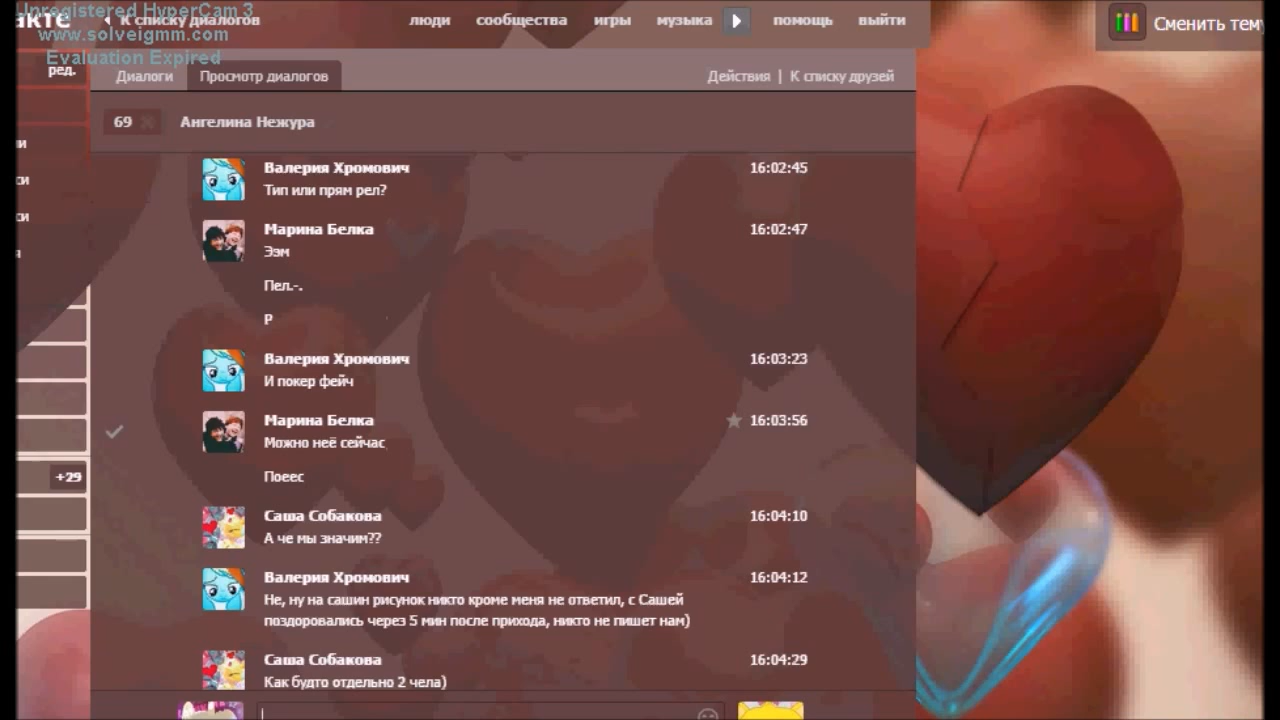 Unregistered HyperCam 3
www.solveigmm.com
Evaluation Expired
акте
К списку диалогов
люди сообщества игры музыка помощь выйти
Сменить тему
ред.
Диалоги Просмотр диалогов Действия | К списку друзей
69 Ангелина Нежура
Валерия Хромович 16:02:45
Тип или прям рел?
Марина Белка 16:02:47
Ээм
Пел.-.
Р
Валерия Хромович 16:03:23
И покер фейч
Марина Белка 16:03:56
Можно неё сейчас
+29
Поеес
Саша Собакова 16:04:10
А че мы значим??
Валерия Хромович 16:04:12
Не, ну на сашин рисунок никто кроме меня не ответил, с Сашей
поздоровались через 5 мин после прихода, никто не пишет нам)
Саша Собакова 16:04:29
Как будто отдельно 2 чела)